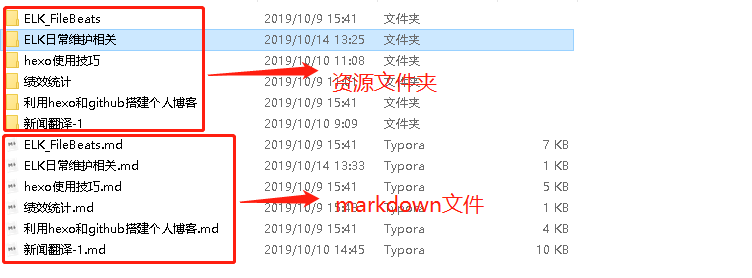 ELK_FileBeats 2019/10/9 15:41 文件夹
ELK日常维护相关 2019/10/14 13:25 文件夹
hexo使用技巧 2019/10/10 11:08 文件夹
绩效统计 文件夹
资源文件夹
利用hexo和github搭建个人博客 2019/10/9 15:41 文件夹
新闻翻译-1 2019/10/10 9:09 文件夹
ELK_FileBeats.md 2019/10/9 15:41 Typora 7 KB
ELK日常维护相关.md 2019/10/14 13:33 Typora 1 KB
hexo使用技巧.md 2019/10/9 15:41 Typora 5 KB
绩效统计.md Typora 1 KB
markdown文件
利用hexo和github搭建个人博客.md 2019/10/9 15:41 Typora 4 KB
新闻翻译-1.md 2019/10/10 14:45 Typora 10 KB